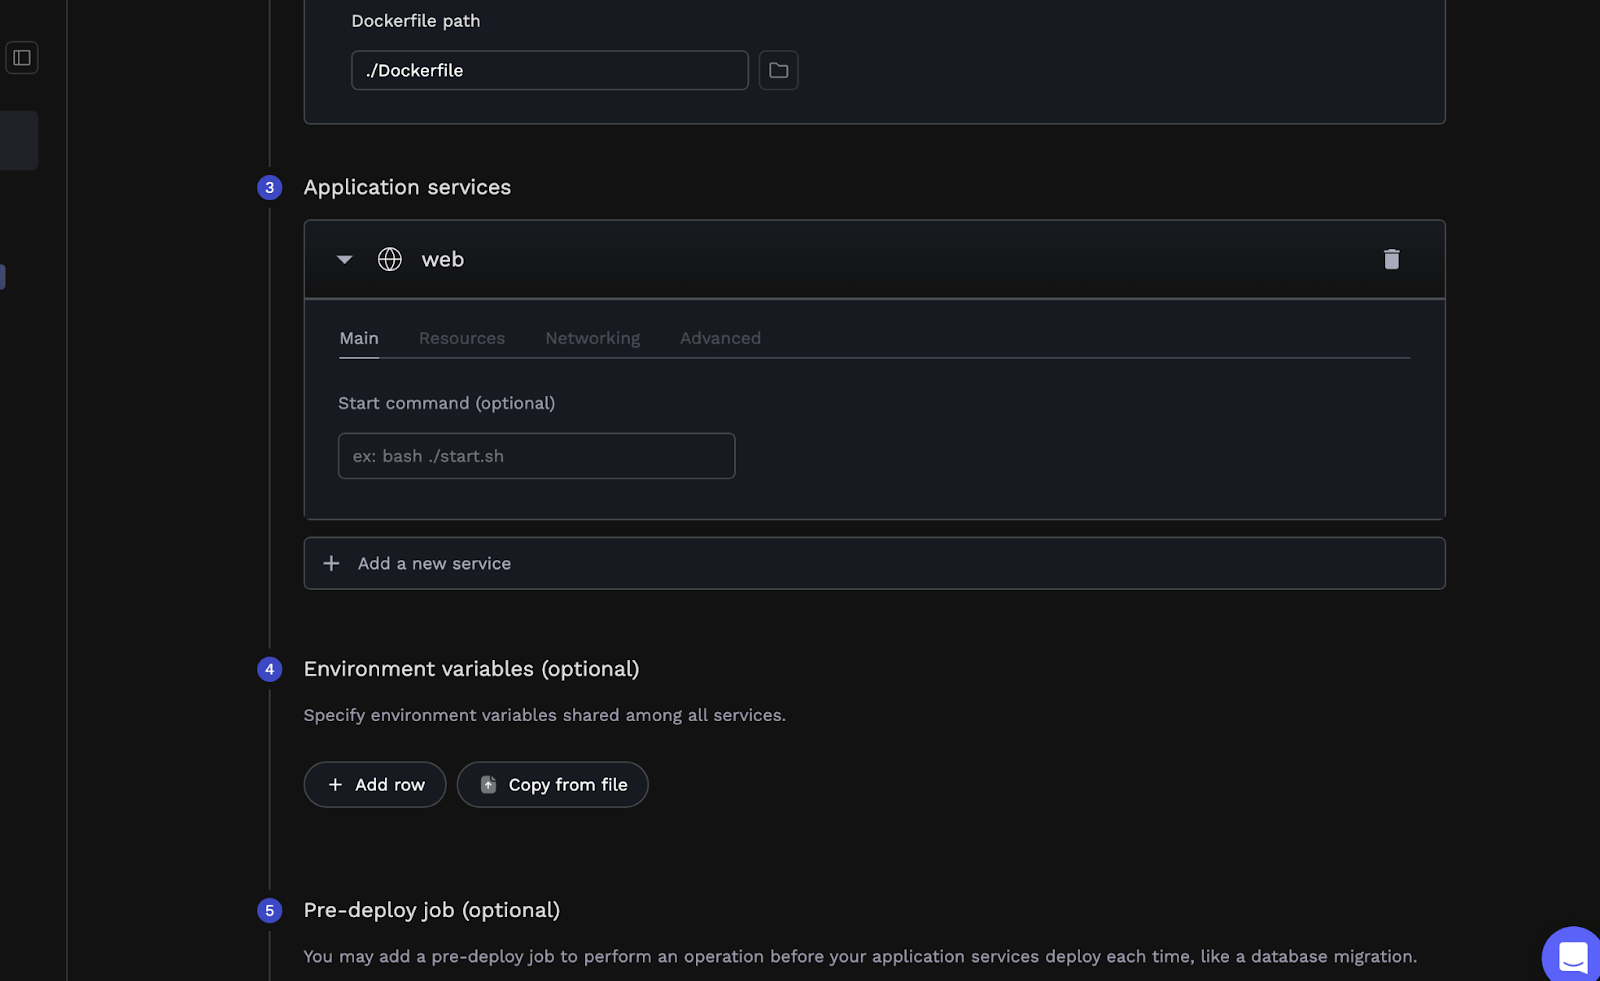 Dockerfile path
./Dockerfile
3 Application services
web
Main Resources Networking Advanced
Start command (optional)
ex: bash ./start.sh
+ Add a new service
4 Environment variables (optional)
Specify environment variables shared among all services.
+ Add row Copy from file
5 Pre-deploy job (optional)
You may add a pre-deploy job to perform an operation before your application services deploy each time, like a database migration.